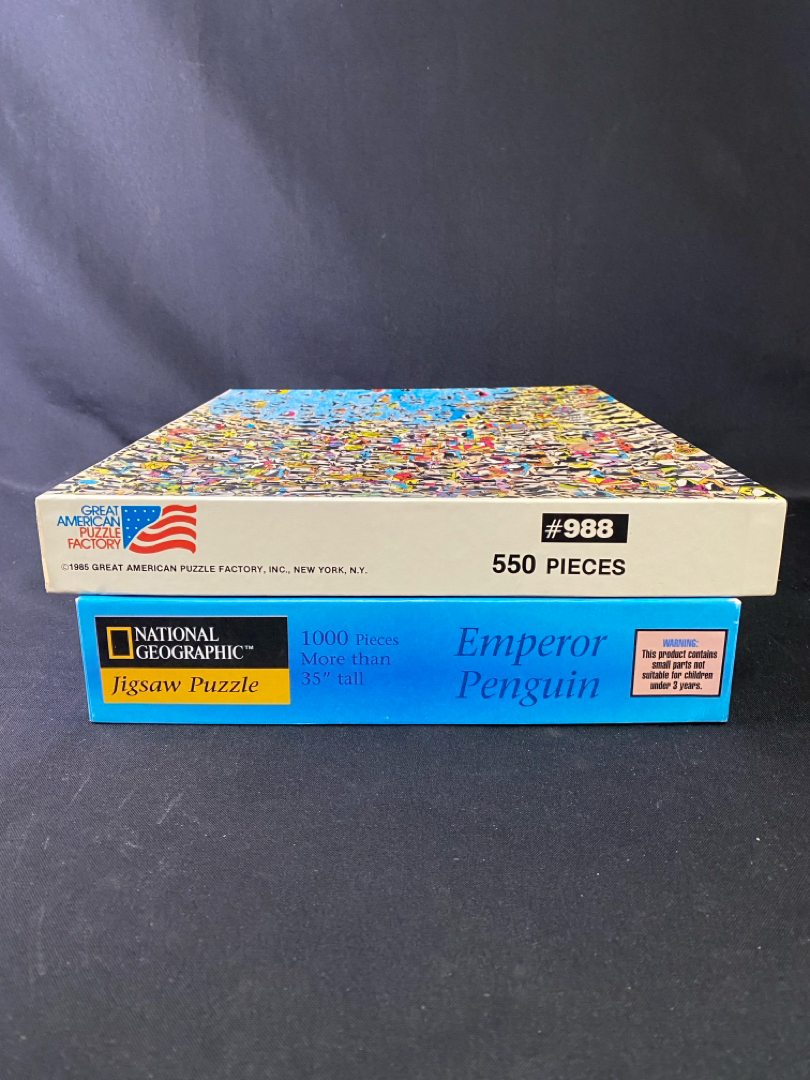 GREAT
AMERICAN
PUZZLE
FACTORY
#988
©1985 GREAT AMERICAN PUZZLE FACTORY, INC., NEW YORK, N.Y.
550 PIECES
NATIONAL
GEOGRAPHIC™
Jigsaw Puzzle
1000 Pieces
More than
35" tall
Emperor
Penguin
WARNING:
This product contains
small parts not
suitable for children
under 3 years.